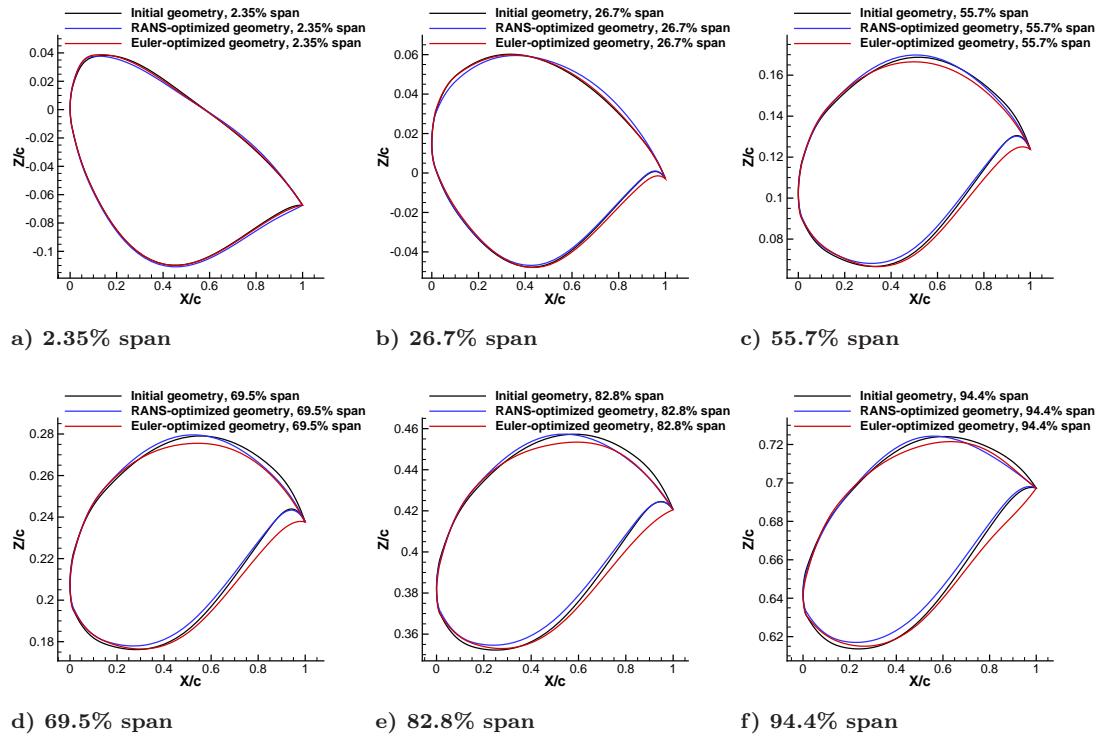 Initial geometry, 2.35% span
RANS-optimized geometry, 2.35% span
Euler-optimized geometry, 2.35% span
0.04
0.02
0
-0.02
-0.04
-0.06
-0.08
-0.1
Z/c
0 0.2 0.4 0.6 0.8 1
X/c
a) 2.35% span
Initial geometry, 26.7% span
RANS-optimized geometry, 26.7% span
Euler-optimized geometry, 26.7% span
0.06
0.04
0.02
0
-0.02
-0.04
Z/c
0 0.2 0.4 0.6 0.8 1
X/c
b) 26.7% span
Initial geometry, 55.7% span
RANS-optimized geometry, 55.7% span
Euler-optimized geometry, 55.7% span
0.16
0.14
0.12
0.1
0.08
Z/c
0 0.2 0.4 0.6 0.8 1
X/c
c) 55.7% span
Initial geometry, 69.5% span
RANS-optimized geometry, 69.5% span
Euler-optimized geometry, 69.5% span
0.28
0.26
0.24
0.22
0.2
0.18
Z/c
0 0.2 0.4 0.6 0.8 1
X/c
d) 69.5% span
Initial geometry, 82.8% span
RANS-optimized geometry, 82.8% span
Euler-optimized geometry, 82.8% span
0.46
0.44
0.42
0.4
0.38
0.36
Z/c
0 0.2 0.4 0.6 0.8 1
X/c
e) 82.8% span
Initial geometry, 94.4% span
RANS-optimized geometry, 94.4% span
Euler-optimized geometry, 94.4% span
0.72
0.7
0.68
0.66
0.64
0.62
Z/c
0 0.2 0.4 0.6 0.8 1
X/c
f) 94.4% span